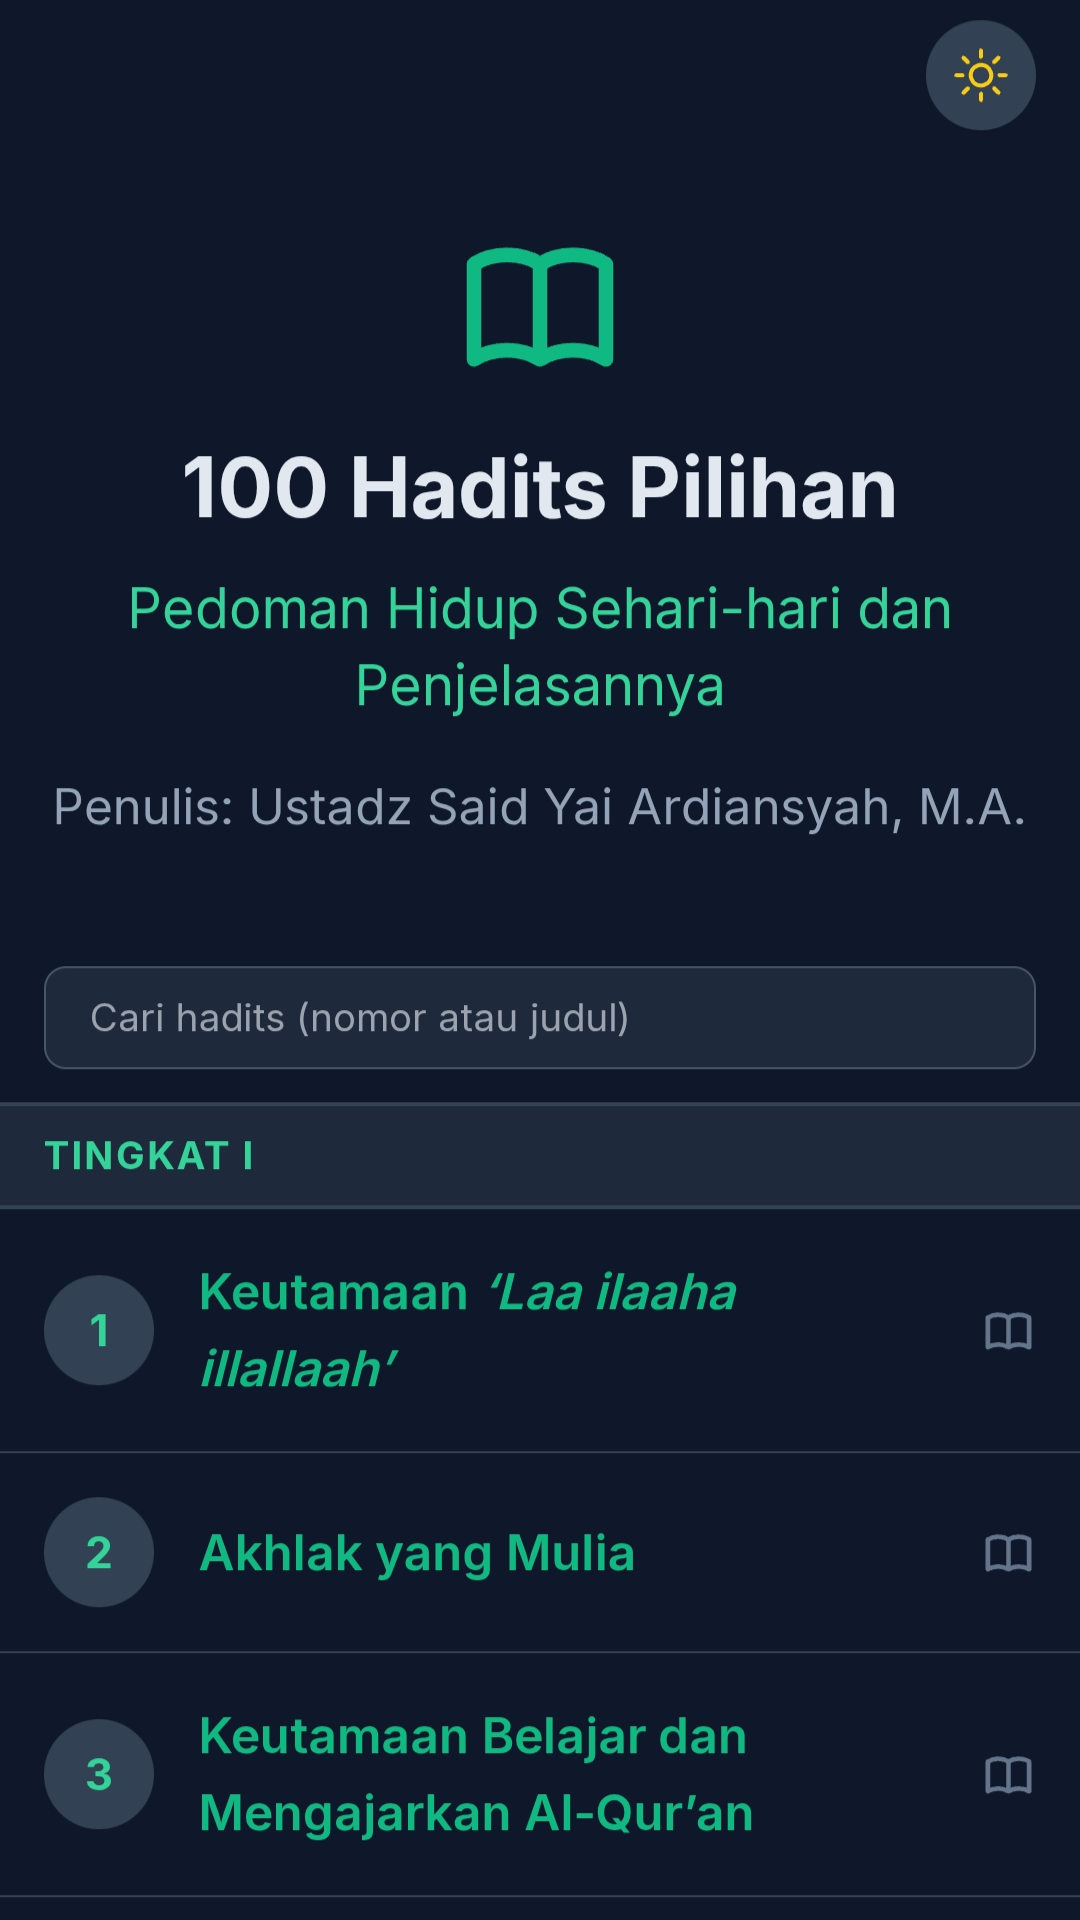 100 Hadits Pilihan
Pedoman Hidup Sehari-hari dan
Penjelasannya
Penulis: Ustadz Said Yai Ardiansyah, M.A.
Cari hadits (nomor atau judul)
TINGKAT I
1
Keutamaan ‘Laa ilaaha
illallaah’
2
Akhlak yang Mulia
3
Keutamaan Belajar dan
Mengajarkan Al-Qur’an